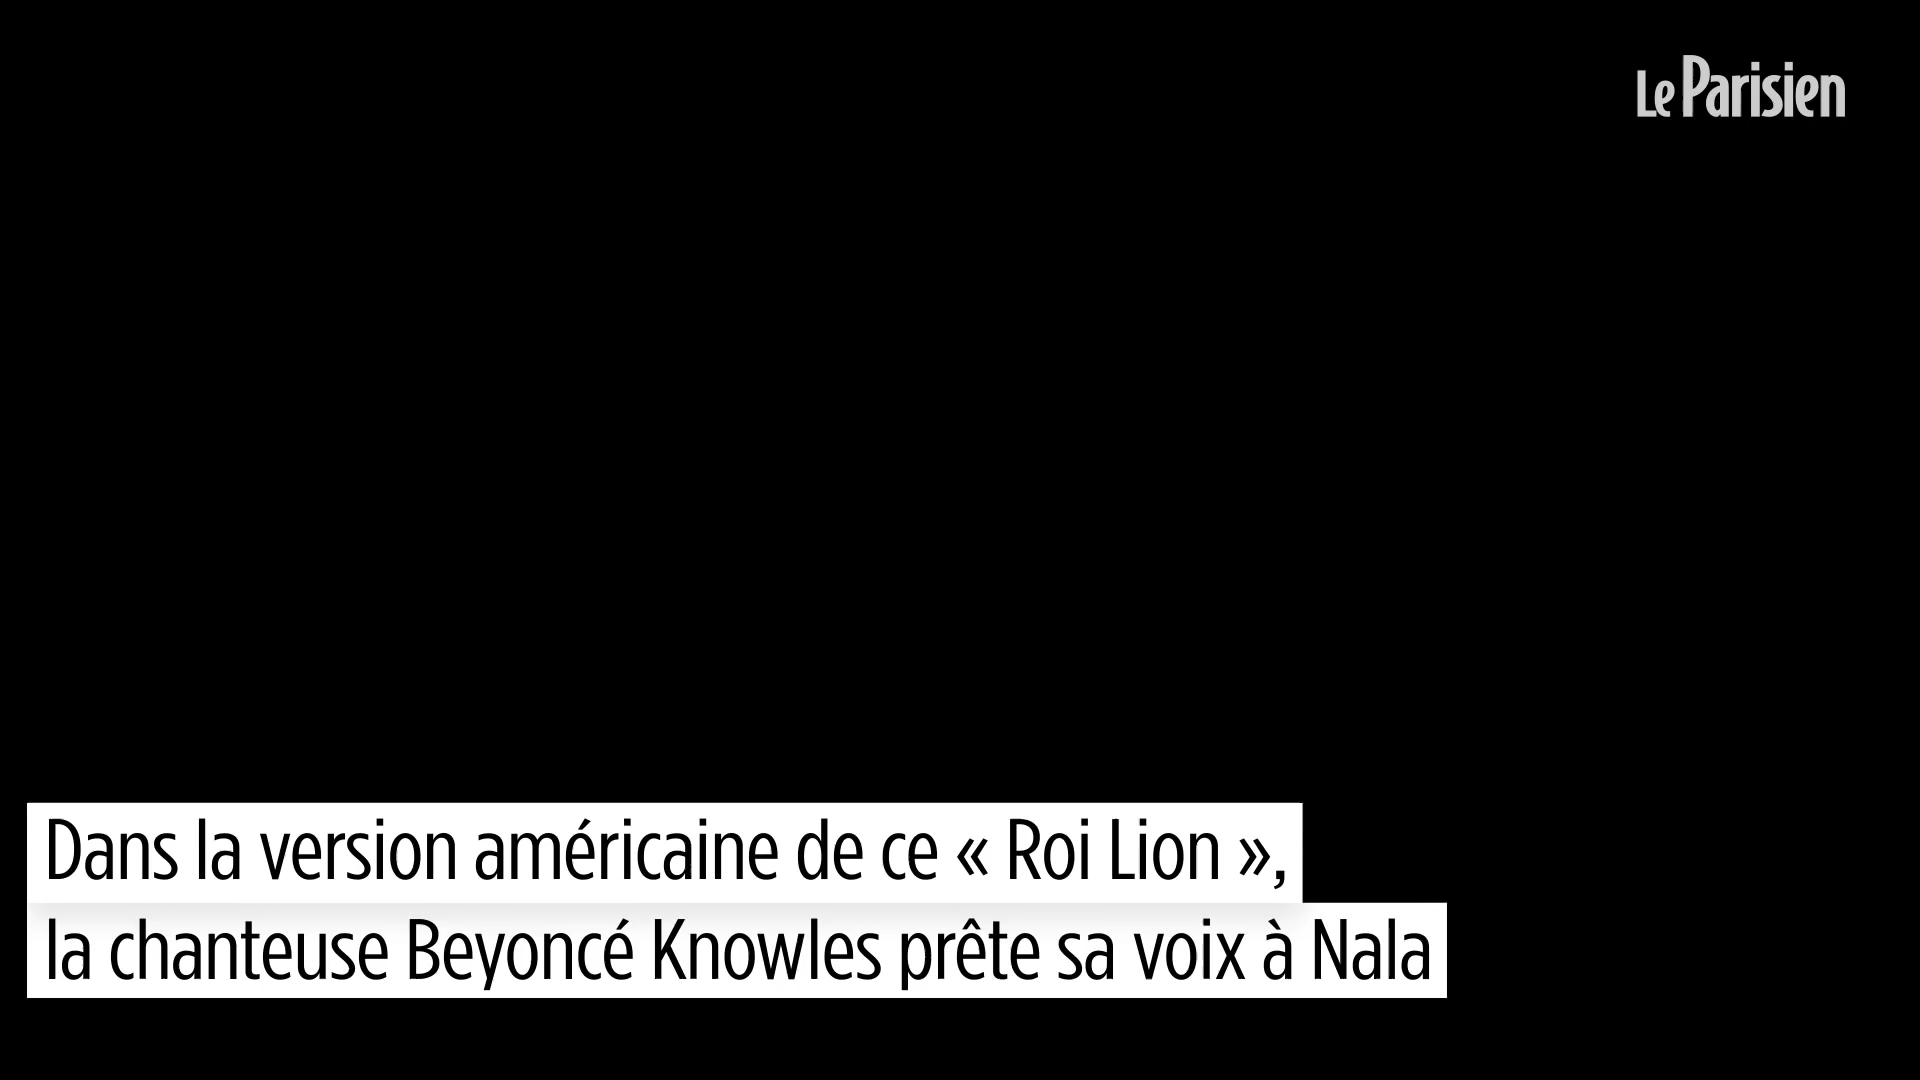 Le Parisien
Dans la version américaine de ce « Roi Lion »,
la chanteuse Beyoncé Knowles prête sa voix à Nala